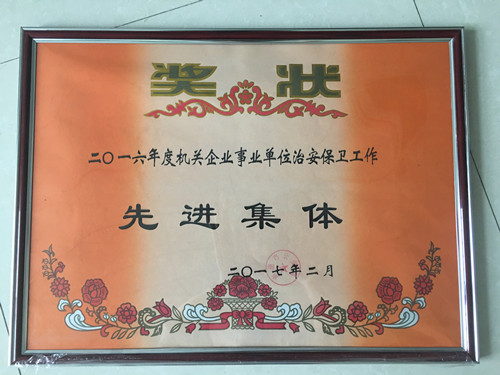 奖状
二〇一六年度机关企业事业单位治安保卫工作
先进集体
二〇一七年二月